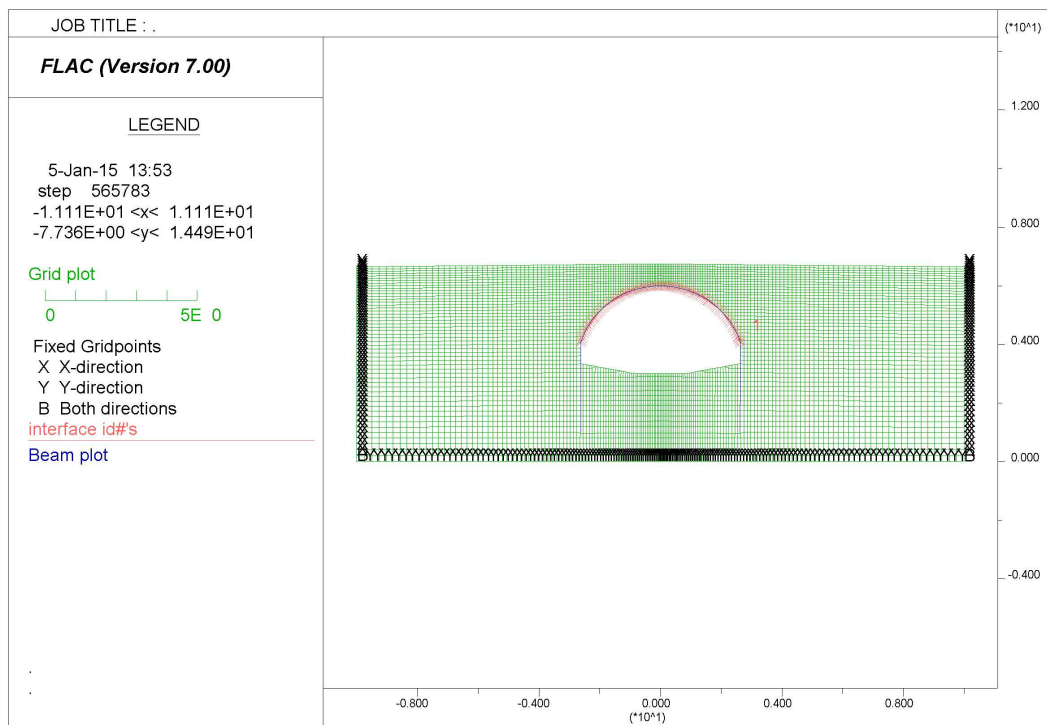 JOB TITLE : .
FLAC (Version 7.00)
LEGEND
5-Jan-15 13:53
step 565783
-1.111E+01 <x< 1.111E+01
-7.736E+00 <y< 1.449E+01
Grid plot
0 5E 0
Fixed Gridpoints
X X-direction
Y Y-direction
B Both directions
interface id#'s
Beam plot
.
.
1
(*10^1)
1.200
0.800
0.400
0.000
-0.400
-0.800 -0.400 0.000 0.400 0.800
(*10^1)